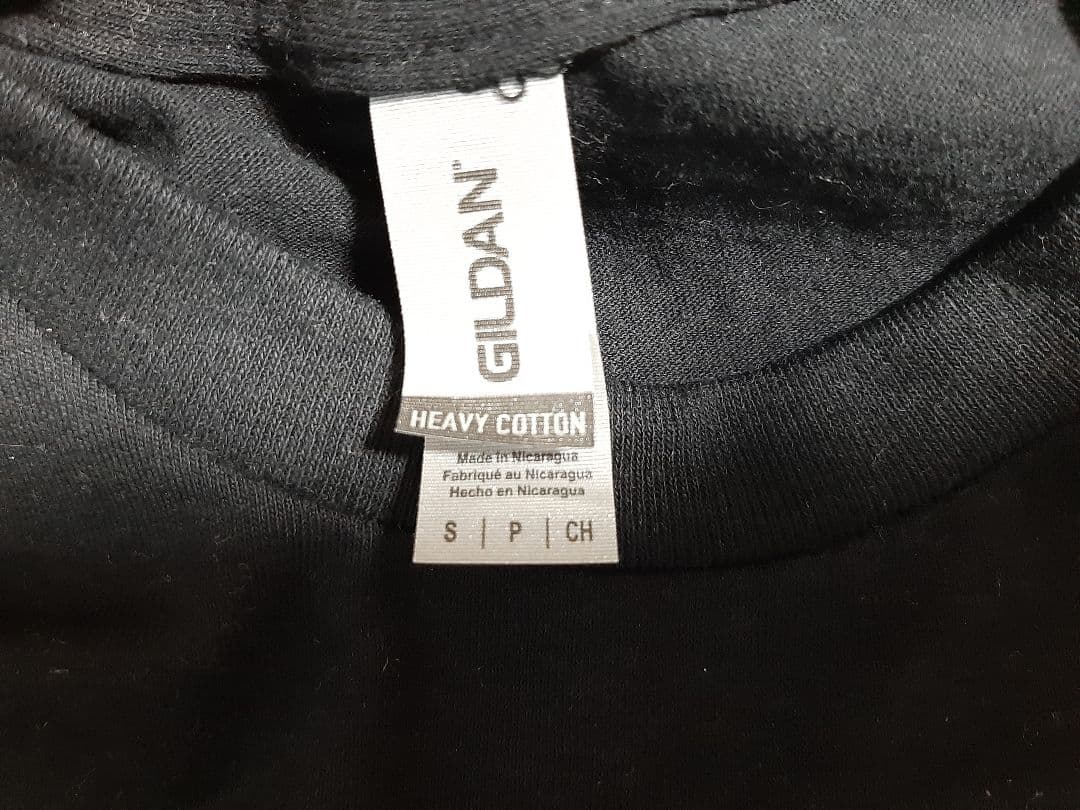 GILDAN®
HEAVY COTTON
Made in Nicaragua
Fabriqué au Nicaragua
Hecho en Nicaragua
S | P | CH